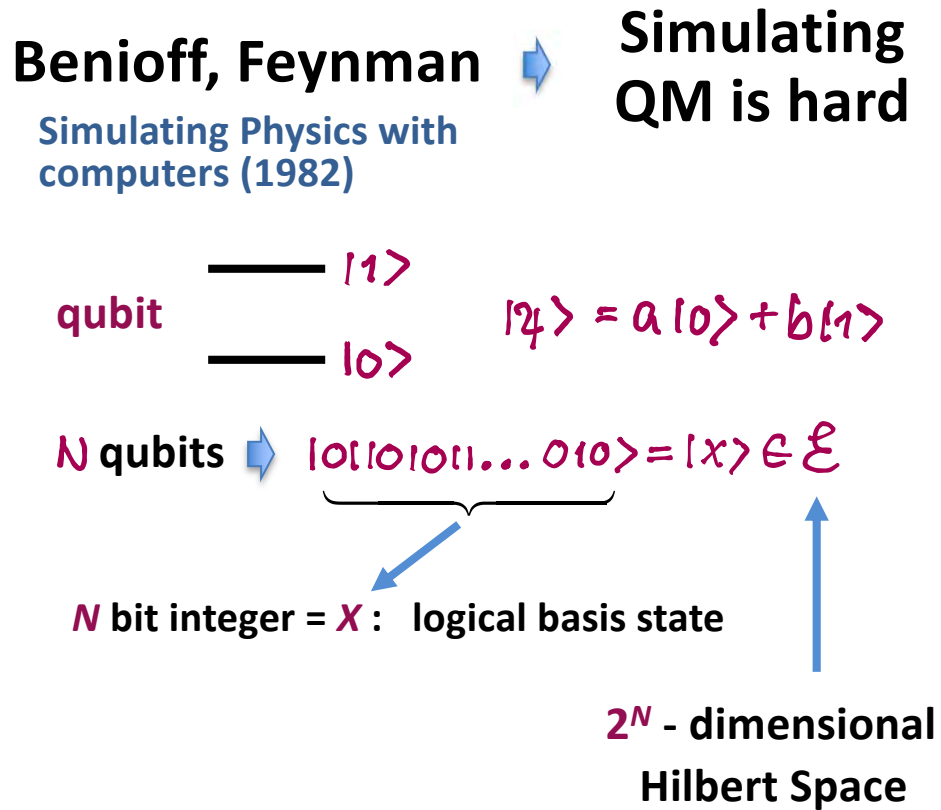 Benioff, Feynman
Simulating
QM is hard
Simulating Physics with
computers (1982)
|1>
qubit
|0>
|ψ> = a|0> + b|1>
N qubits
|01101011...010> = |x> ∈ ℰ
N bit integer = X : logical basis state
2^N - dimensional
Hilbert Space